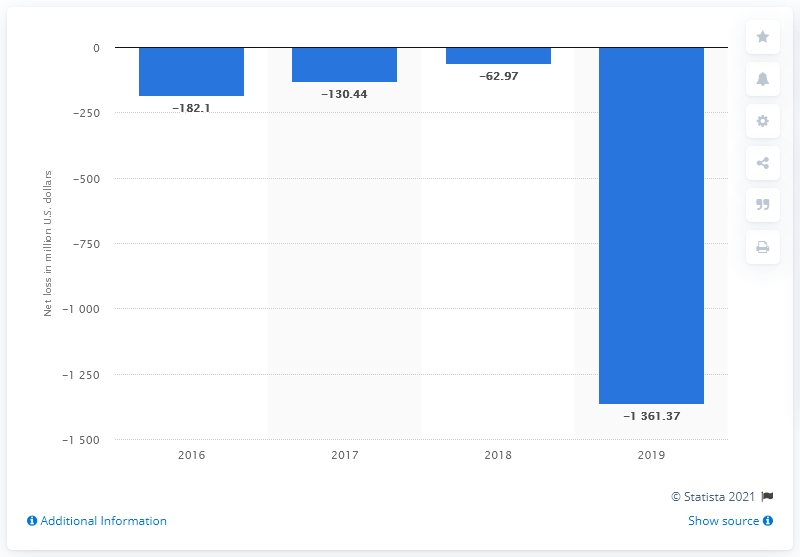 0
−182.1
−130.44
−62.97
−1 361.37
−250
−500
−750
−1 000
−1 250
−1 500
Net loss in million U.S. dollars
2016 2017 2018 2019
© Statista 2021
Additional Information Show source